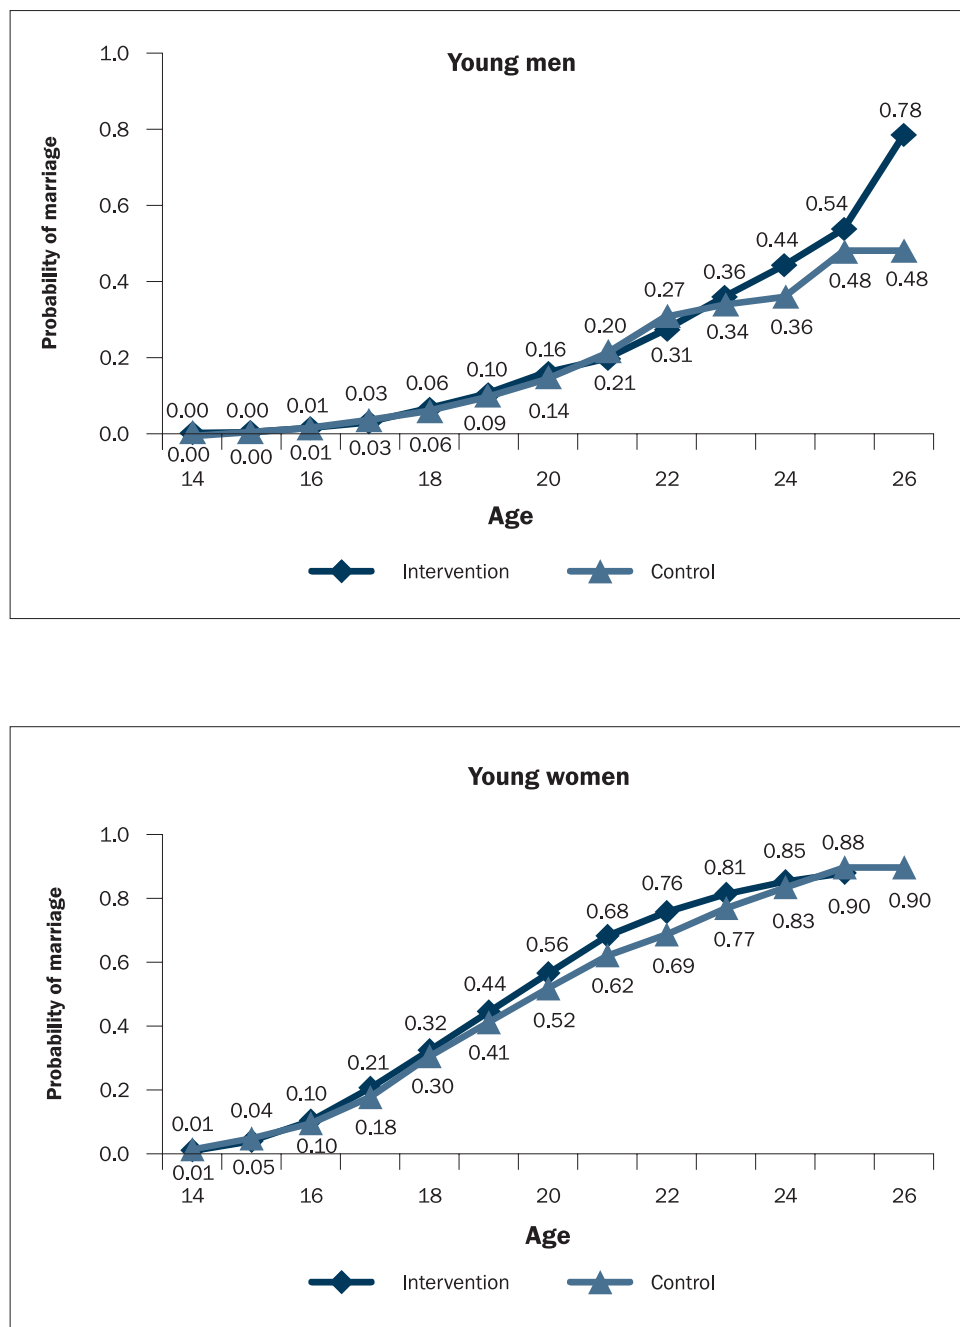 Young men
Probability of marriage
1.0
0.8
0.6
0.4
0.2
0.0
0.00 0.00 0.01 0.03 0.06 0.10 0.16 0.20 0.27 0.36 0.44 0.54 0.78
0.00 0.00 0.01 0.03 0.06 0.09 0.14 0.21 0.31 0.34 0.36 0.48 0.48
14 16 18 20 22 24 26
Age
Intervention Control
Young women
Probability of marriage
1.0
0.8
0.6
0.4
0.2
0.0
0.01 0.04 0.10 0.21 0.32 0.44 0.56 0.68 0.76 0.81 0.85 0.88
0.01 0.05 0.10 0.18 0.30 0.41 0.52 0.62 0.69 0.77 0.83 0.90 0.90
14 16 18 20 22 24 26
Age
Intervention Control